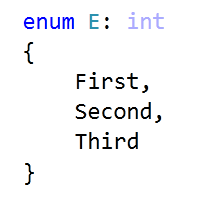 enum E: int
{
    First,
    Second,
    Third
}